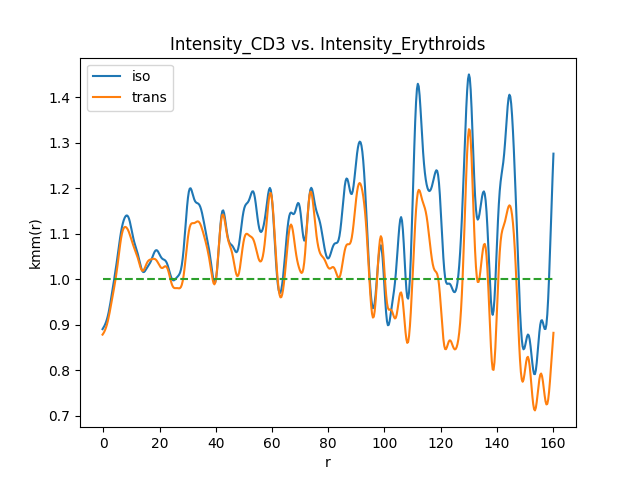 Intensity_CD3 vs. Intensity_Erythroids
iso
trans
kmm(r)
1.4
1.3
1.2
1.1
1.0
0.9
0.8
0.7
0 20 40 60 80 100 120 140 160
r